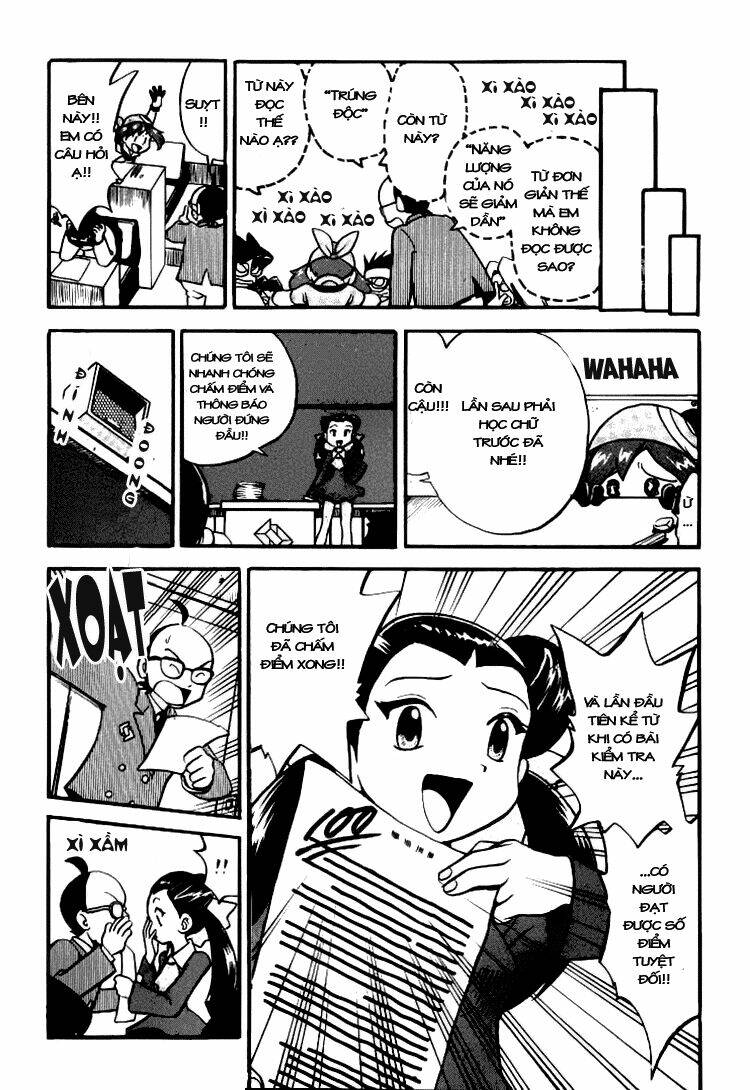 BÊN
NÀY!!
EM CÓ
CÂU HỎI
Ạ!!
SUỴT
!!
TỪ NÀY
ĐỌC
THẾ
NÀO Ạ??
"TRÚNG
ĐỘC"
CÒN TỪ
NÀY?
"NĂNG
LƯỢNG
CỦA NÓ
SẼ GIẢM
DẦN"
TỪ ĐƠN
GIẢN THẾ
MÀ EM
KHÔNG
ĐỌC ĐƯỢC
SAO?
XÌ XÀO
XÌ XÀO
XÌ XÀO
XÌ XÀO
XÌ XÀO
XÌ XÀO
ĐÍNH
ĐOONG
CHÚNG TÔI SẼ
NHANH CHÓNG
CHẤM ĐIỂM VÀ
THÔNG BÁO
NGƯỜI ĐỨNG
ĐẦU!!
CÒN
CẬU!!!
LẦN SAU PHẢI
HỌC CHỮ
TRƯỚC ĐÃ
NHÉ!
WAHAHA
Ừ
...
XOẠT
XÌ XẦM
!!
CHÚNG TÔI
ĐÃ CHẤM
ĐIỂM XONG!!
100
VÀ LẦN ĐẦU
TIÊN KỂ TỪ
KHI CÓ BÀI
KIỂM TRA
NÀY...
...CÓ
NGƯỜI
ĐẠT
ĐƯỢC SỐ
ĐIỂM
TUYỆT
ĐỐI!!